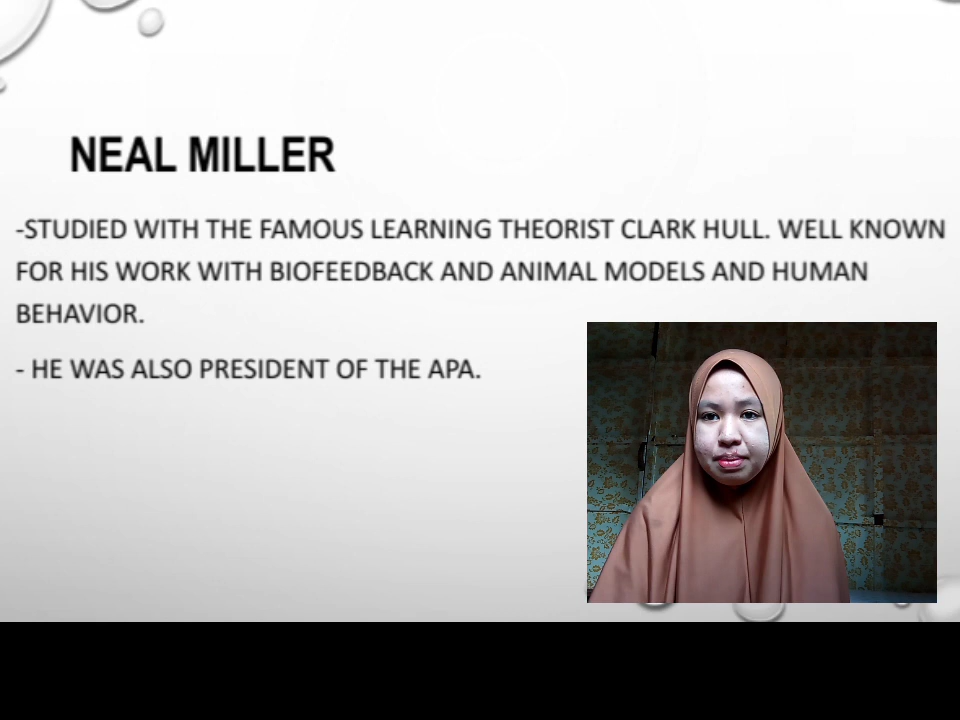 NEAL MILLER
-STUDIED WITH THE FAMOUS LEARNING THEORIST CLARK HULL. WELL KNOWN
FOR HIS WORK WITH BIOFEEDBACK AND ANIMAL MODELS AND HUMAN
BEHAVIOR.
- HE WAS ALSO PRESIDENT OF THE APA.